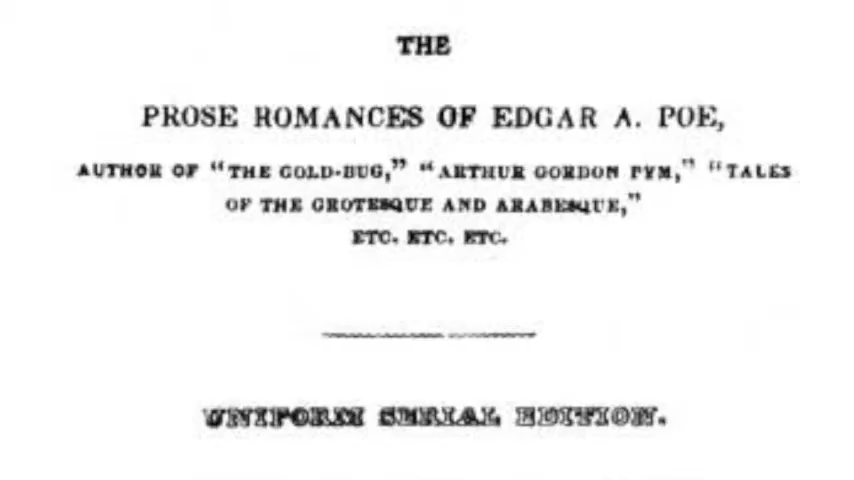 THE
PROSE ROMANCES OF EDGAR A. POE,
AUTHOR OF "THE GOLD-BUG," "ARTHUR GORDON PYM," "TALES
OF THE GROTESQUE AND ARABESQUE,"
ETC. ETC. ETC.
UNIFORM SERIAL EDITION.